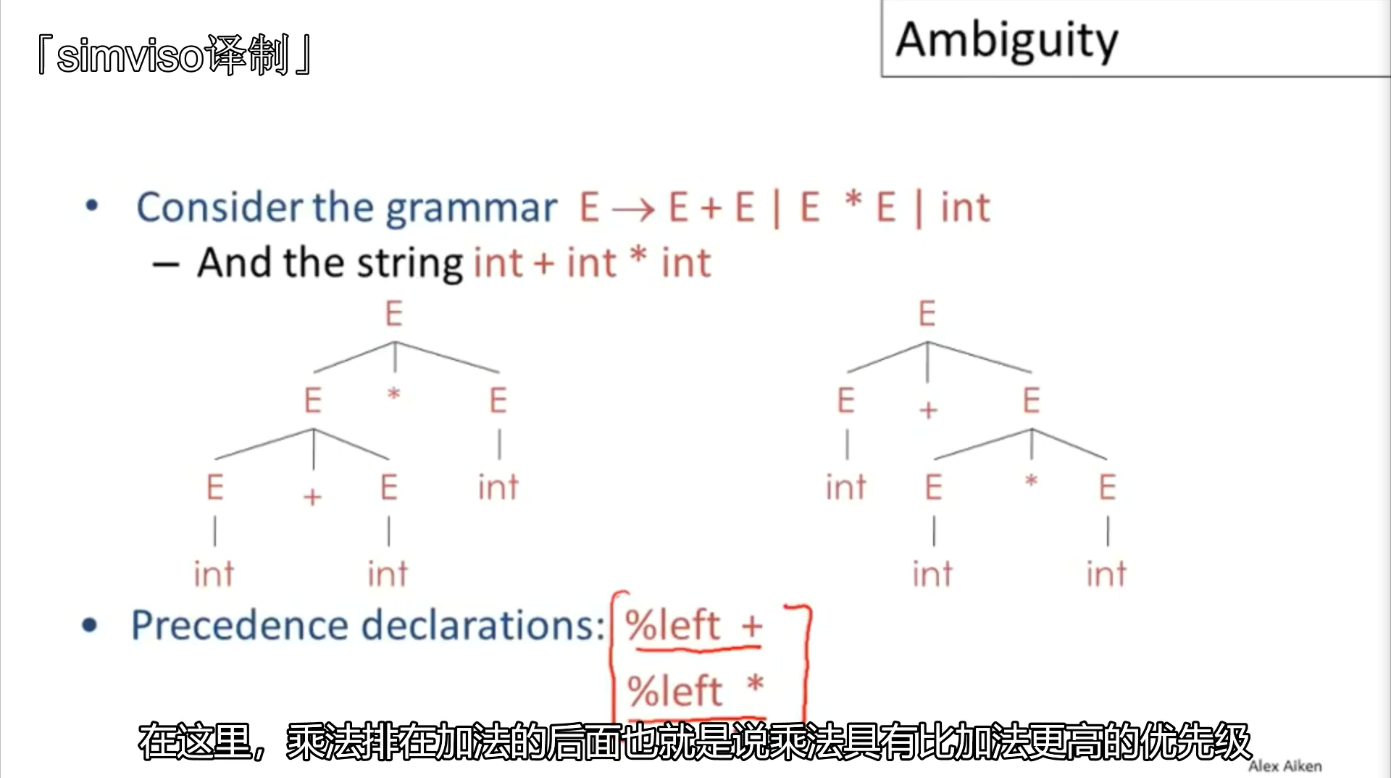 「simviso译制」
Ambiguity
• Consider the grammar E → E + E | E * E | int
– And the string int + int * int
E E
E * E E + E
E + E int int E * E
int int int int
• Precedence declarations: %left +
%left *
在这里，乘法排在加法的后面也就是说乘法具有比加法更高的优先级
Alex Aiken